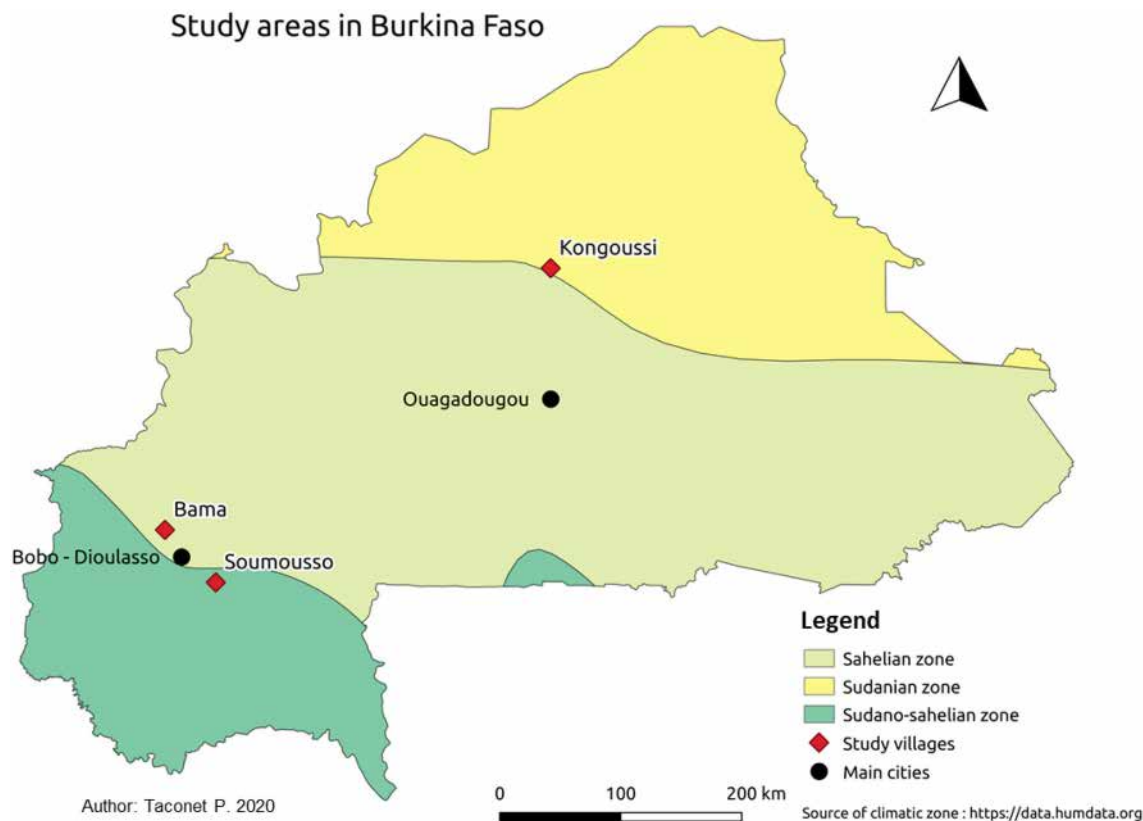 Study areas in Burkina Faso
Kongoussi
Ouagadougou
Bama
Bobo - Dioulasso
Soumousso
Legend
Sahelian zone
Sudanian zone
Sudano-sahelian zone
Study villages
Main cities
0 100 200 km
Author: Taconet P. 2020
Source of climatic zone : https://data.humdata.org